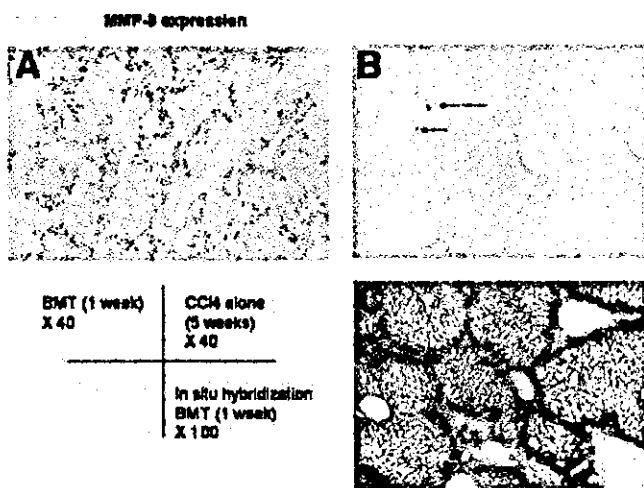 MMP-9 expression
A
B
BMT (1 week)
X 40
CCl4 alone
(5 weeks)
X 40
In situ hybridization
BMT (1 week)
X 100